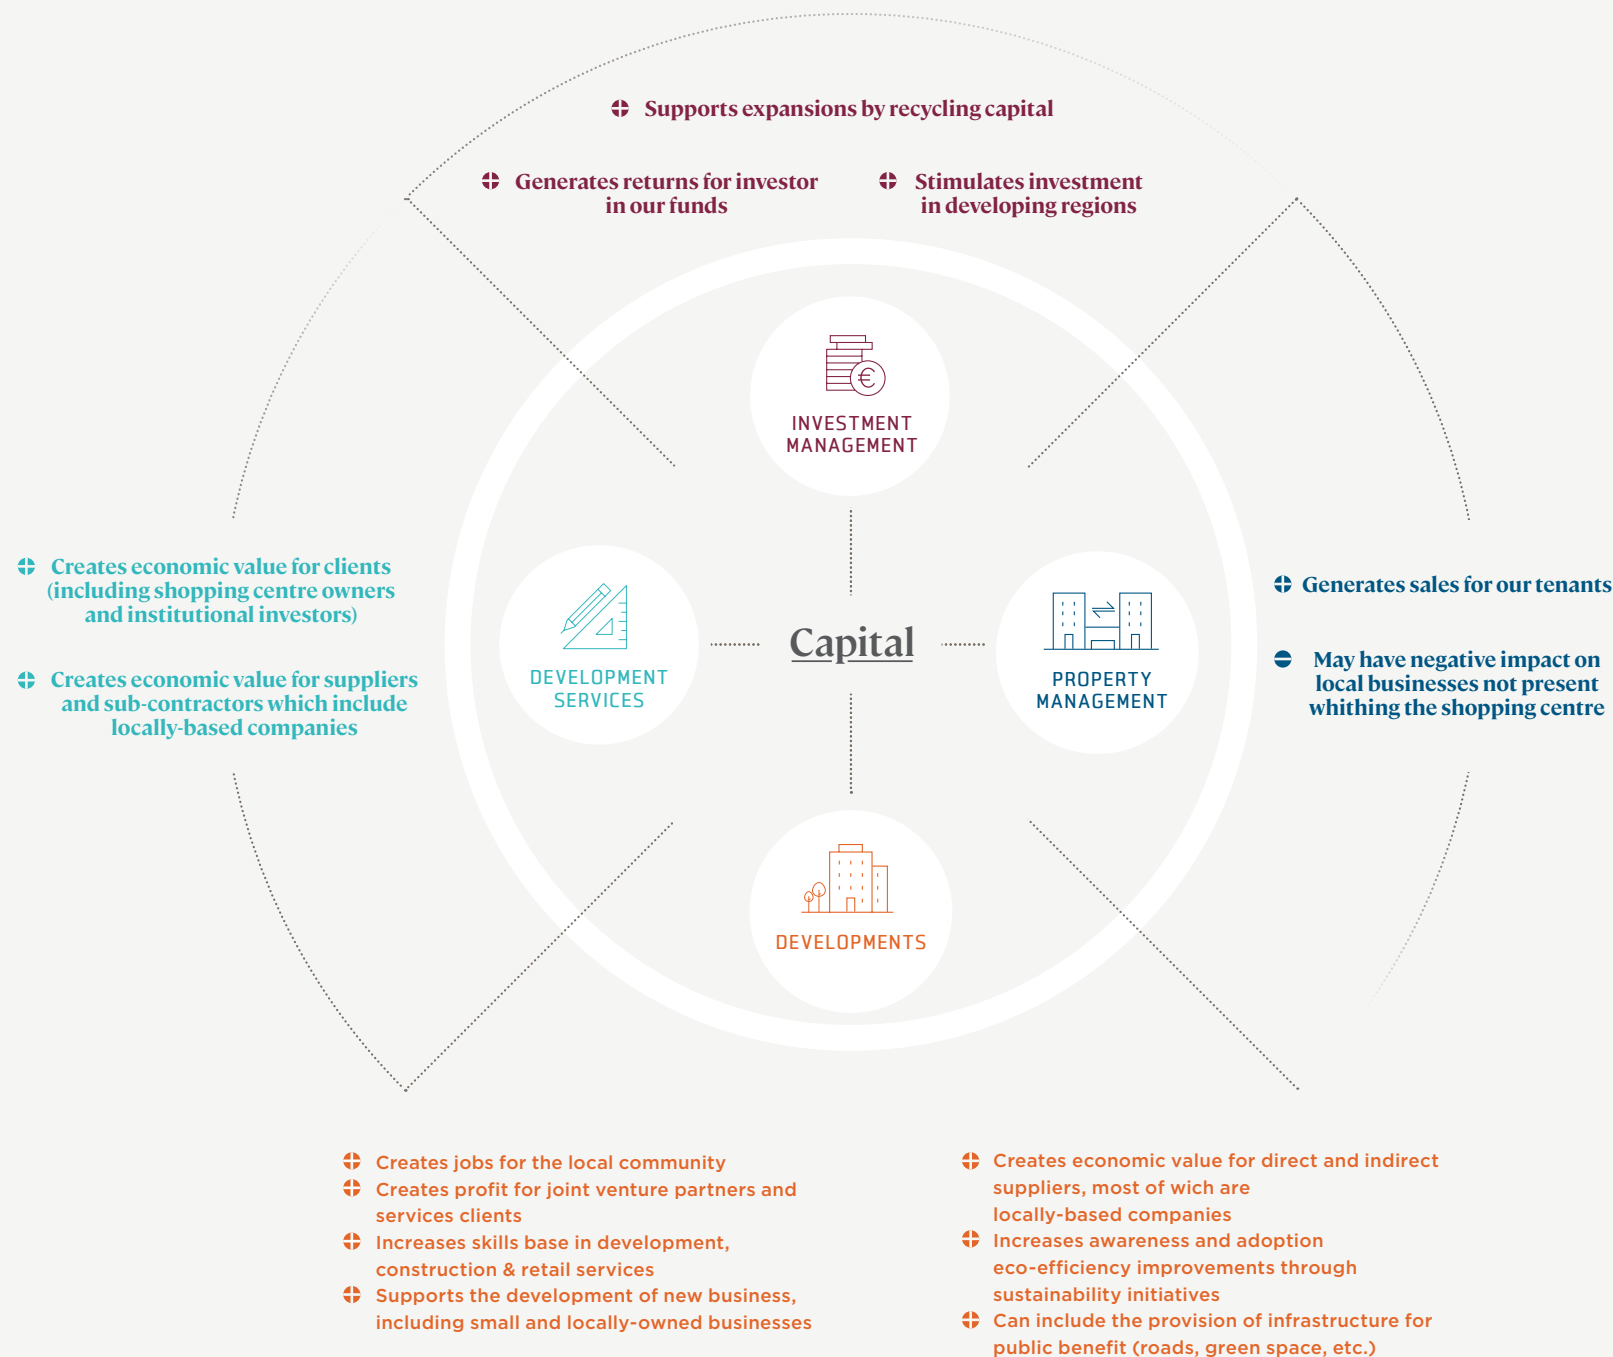 Supports expansions by recycling capital
Generates returns for investor
in our funds
Stimulates investment
in developing regions
INVESTMENT
MANAGEMENT
Creates economic value for clients
(including shopping centre owners
and institutional investors)
Creates economic value for suppliers
and sub-contractors which include
locally-based companies
DEVELOPMENT
SERVICES
Capital
PROPERTY
MANAGEMENT
Generates sales for our tenants
May have negative impact on
local businesses not present
whithing the shopping centre
DEVELOPMENTS
Creates jobs for the local community
Creates profit for joint venture partners and
services clients
Increases skills base in development,
construction & retail services
Supports the development of new business,
including small and locally-owned businesses
Creates economic value for direct and indirect
suppliers, most of wich are
locally-based companies
Increases awareness and adoption
eco-efficiency improvements through
sustainability initiatives
Can include the provision of infrastructure for
public benefit (roads, green space, etc.)